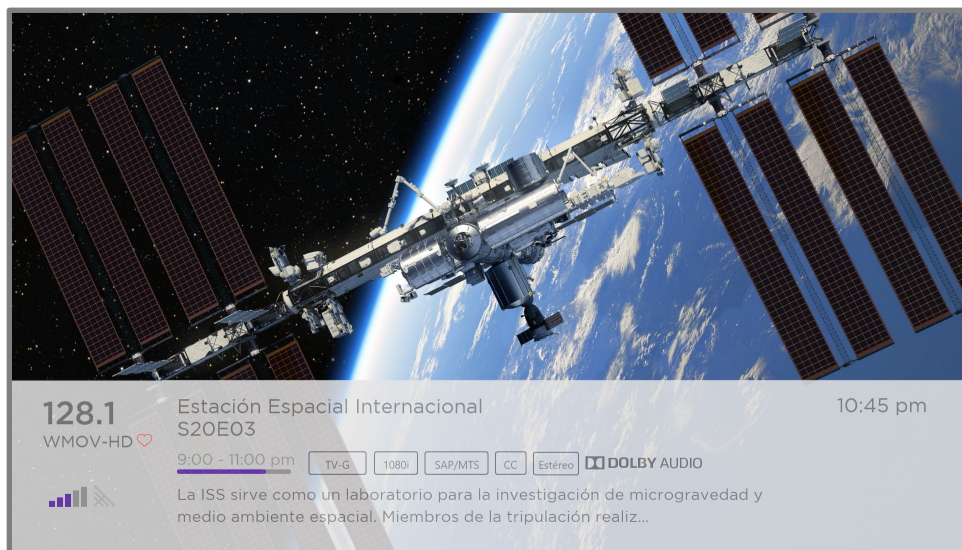 128.1
WMOV-HD
Estación Espacial Internacional
S20E03
10:45 pm
9:00 - 11:00 pm
TV-G
1080i
SAP/MTS
CC
Estéreo
DOLBY AUDIO
La ISS sirve como un laboratorio para la investigación de microgravedad y
medio ambiente espacial. Miembros de la tripulación realiz...